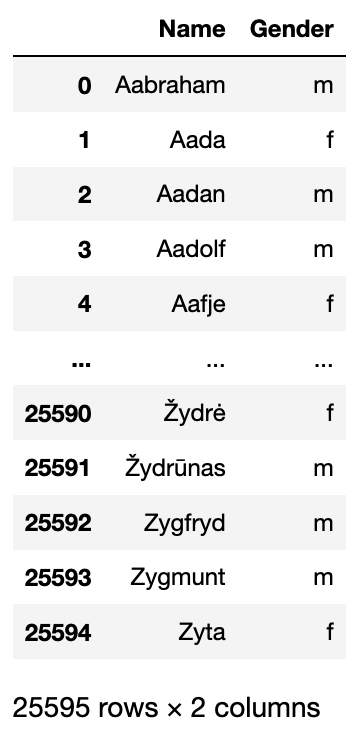 Name Gender
0 Aabraham m
1 Aada f
2 Aadan m
3 Aadolf m
4 Aafje f
... ... ...
25590 Žydrė f
25591 Žydrūnas m
25592 Zygfryd m
25593 Zygmunt m
25594 Zyta f
25595 rows × 2 columns